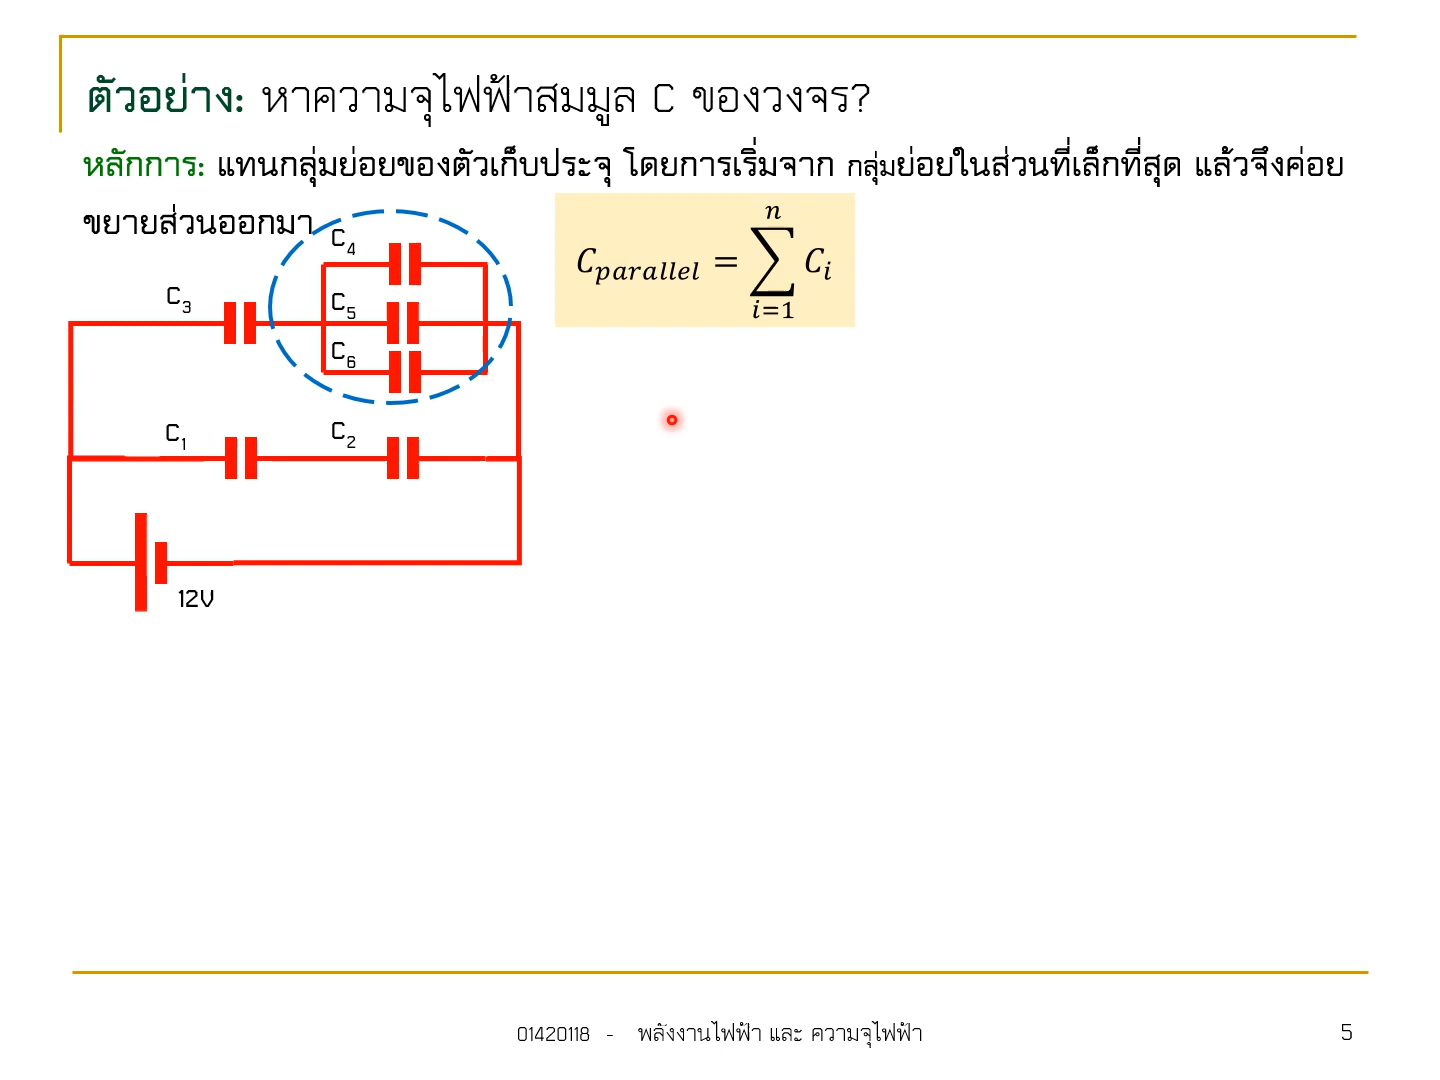 ตัวอย่าง: หาความจุไฟฟ้าสมมูล C ของวงจร?
หลักการ: แทนกลุ่มย่อยของตัวเก็บประจุ โดยการเริ่มจาก กลุ่มย่อยในส่วนที่เล็กที่สุด แล้วจึงค่อย
ขยายส่วนออกมา
C₄
C₃
C₅
C₆
C₁
C₂
12V
C_{parallel} = \sum_{i=1}^{n} C_i
01420118 - พลังงานไฟฟ้า และ ความจุไฟฟ้า
5